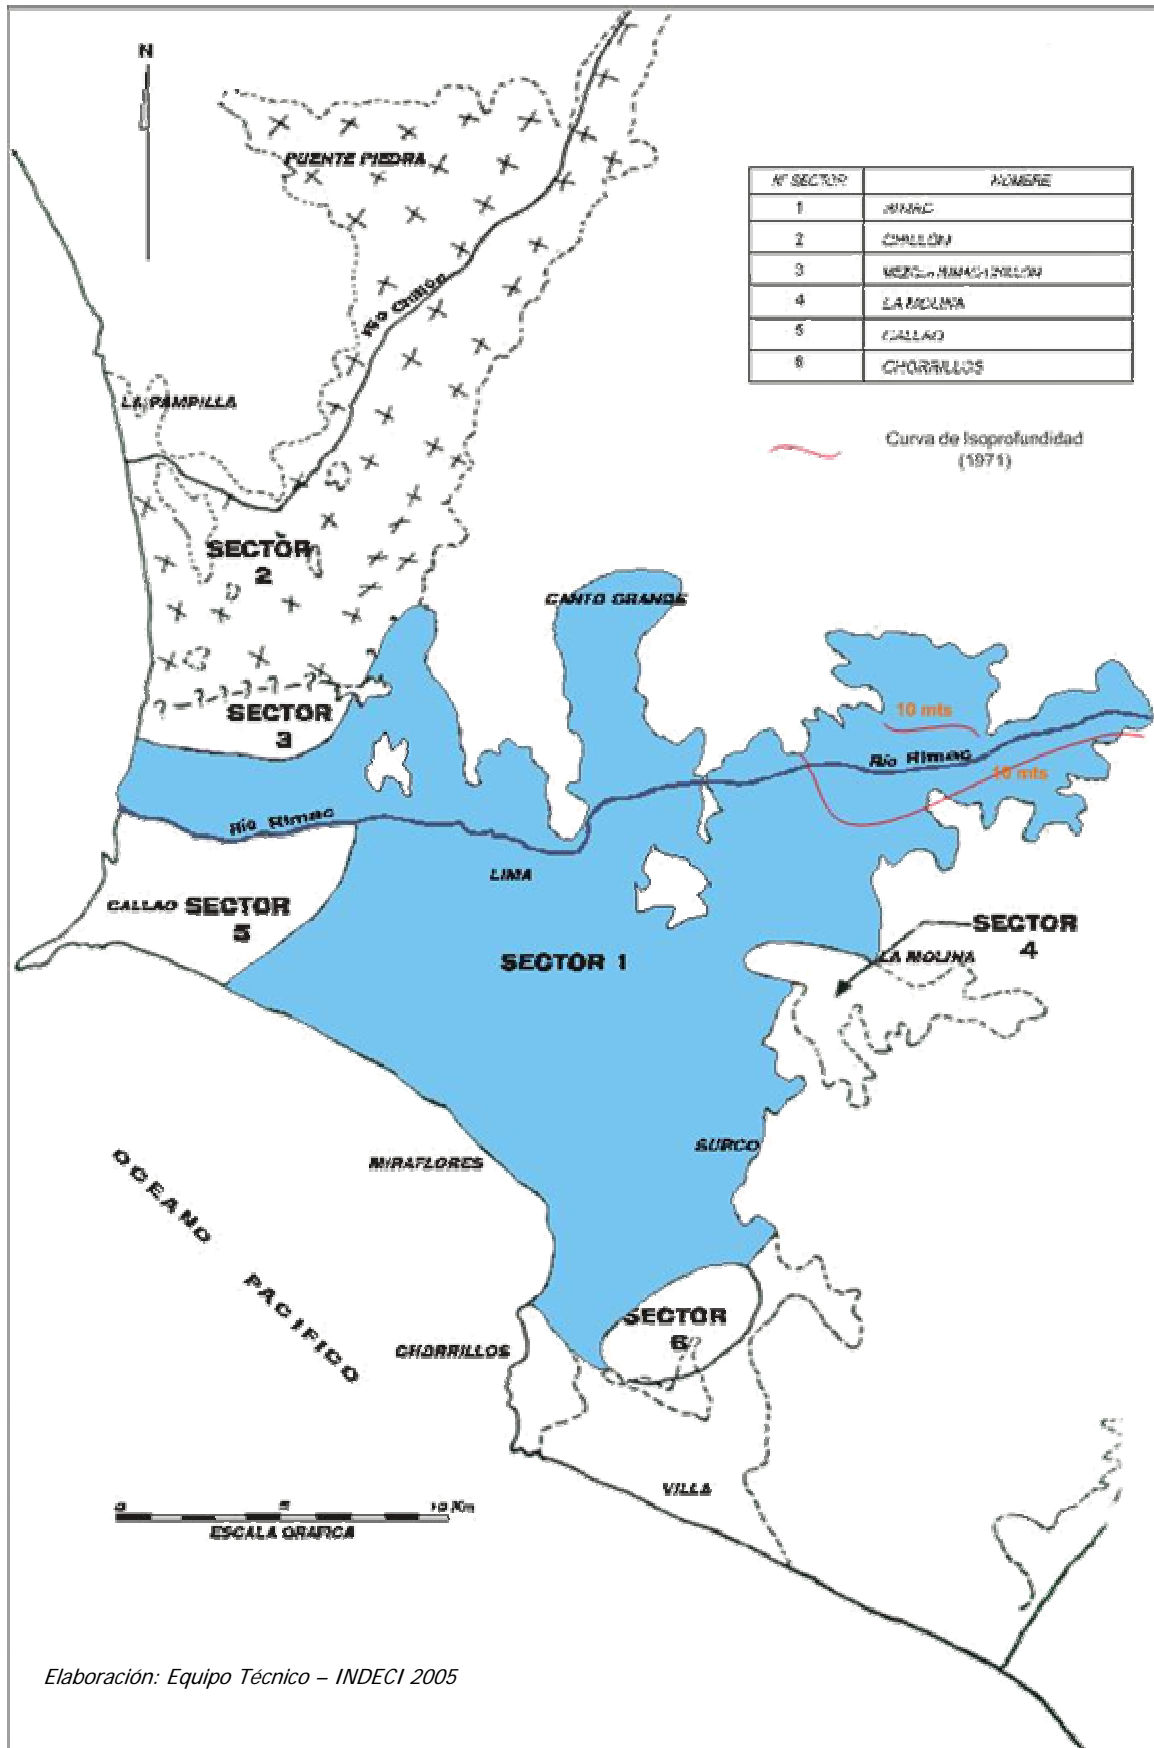 N
PUENTE PIEDRA
Nº SECTOR NOMBRE
1 RIMAC
2 CHILLON
3 MEZCLA RIMAC-CHILLON
4 LA MOLINA
5 CALLAO
6 CHORRILLOS
Río Chillón
LA PAMPILLA
Curva de Isoprofundidad
(1971)
SECTOR
2
CANTO GRANDE
? – ? – ? – ? – ? – ?
SECTOR
3
10 mts
Río Rimac
10 mts
Río Rimac
LIMA
CALLAO
SECTOR
5
SECTOR 1
SECTOR
4
LA MOLINA
SURCO
MIRAFLORES
OCEANO PACIFICO
SECTOR
6
CHORRILLOS
VILLA
0 5 10 Km
ESCALA GRAFICA
Elaboración: Equipo Técnico – INDECI 2005